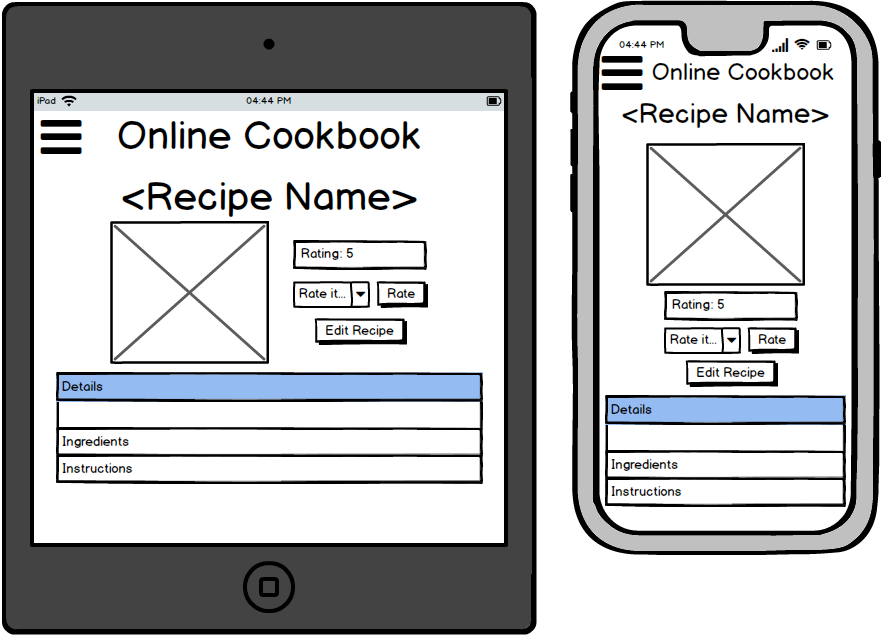 iPad 04:44 PM
Online Cookbook
<Recipe Name>
Rating: 5
Rate it... Rate
Edit Recipe
Details
Ingredients
Instructions
04:44 PM
Online Cookbook
<Recipe Name>
Rating: 5
Rate it... Rate
Edit Recipe
Details
Ingredients
Instructions